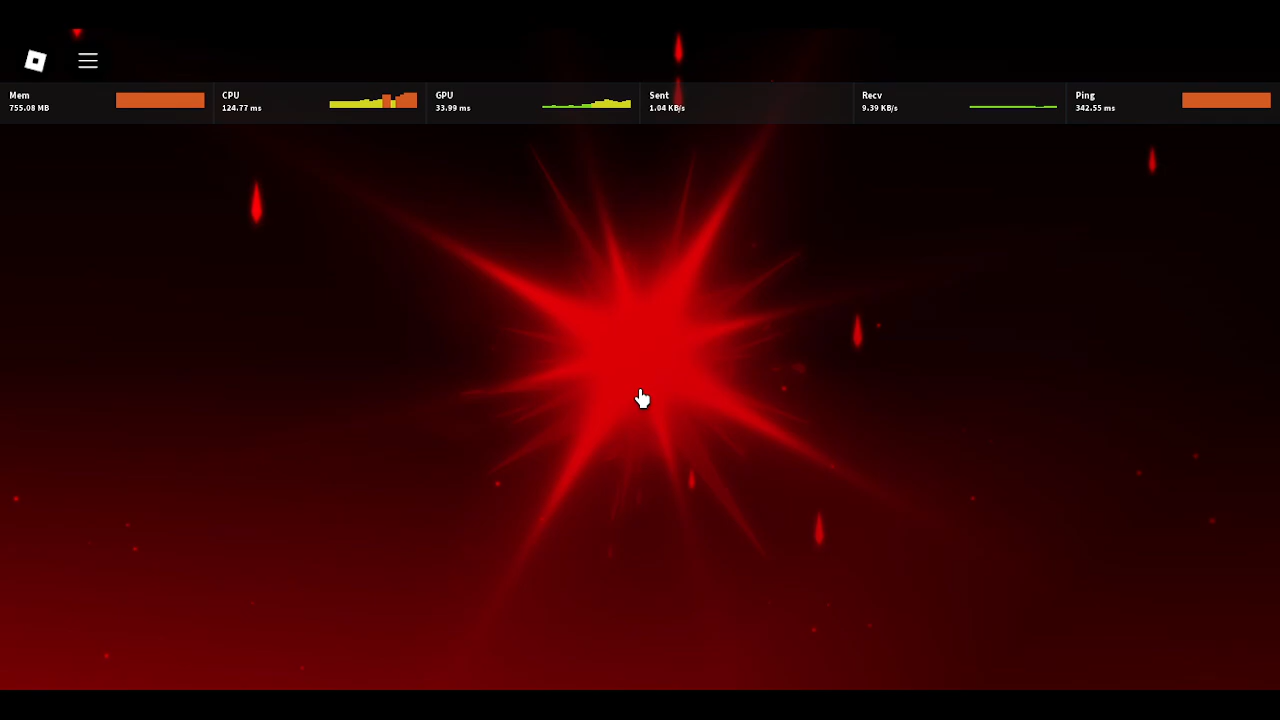 Mem
755.08 MB
CPU
124.77 ms
GPU
33.99 ms
Sent
1.04 KB/s
Recv
9.39 KB/s
Ping
342.55 ms